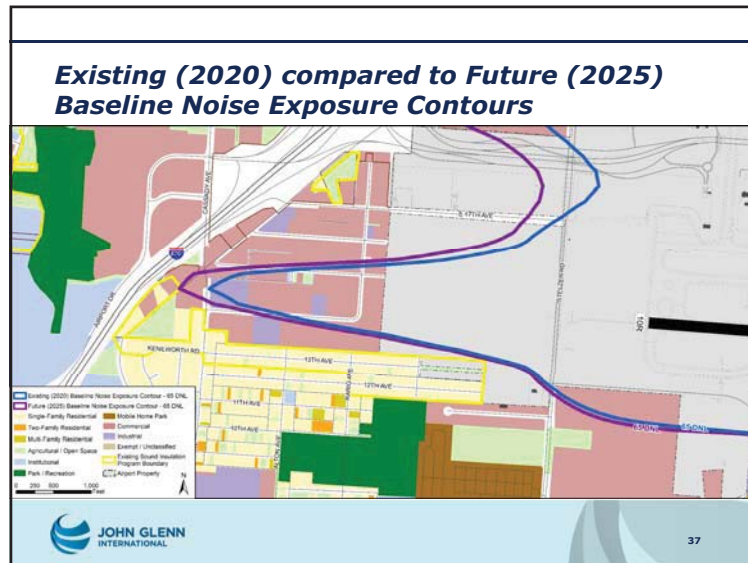 Existing (2020) compared to Future (2025)
Baseline Noise Exposure Contours
CASSADY AVE
E 17TH AVE
STELZER RD
AIRPORT DR
10R
KENILWORTH RD
13TH AVE
12TH AVE
11TH AVE
10TH AVE
65 DNL
65 DNL
Existing (2020) Baseline Noise Exposure Contour - 65 DNL
Future (2025) Baseline Noise Exposure Contour - 65 DNL
Single-Family Residential
Mobile Home Park
Two-Family Residential
Commercial
Multi-Family Residential
Industrial
Agricultural / Open Space
Exempt / Unclassified
Institutional
Existing Sound Insulation
Program Boundary
Park / Recreation
Airport Property
N
0 250 500 1,000
Feet
JOHN GLENN
INTERNATIONAL
37